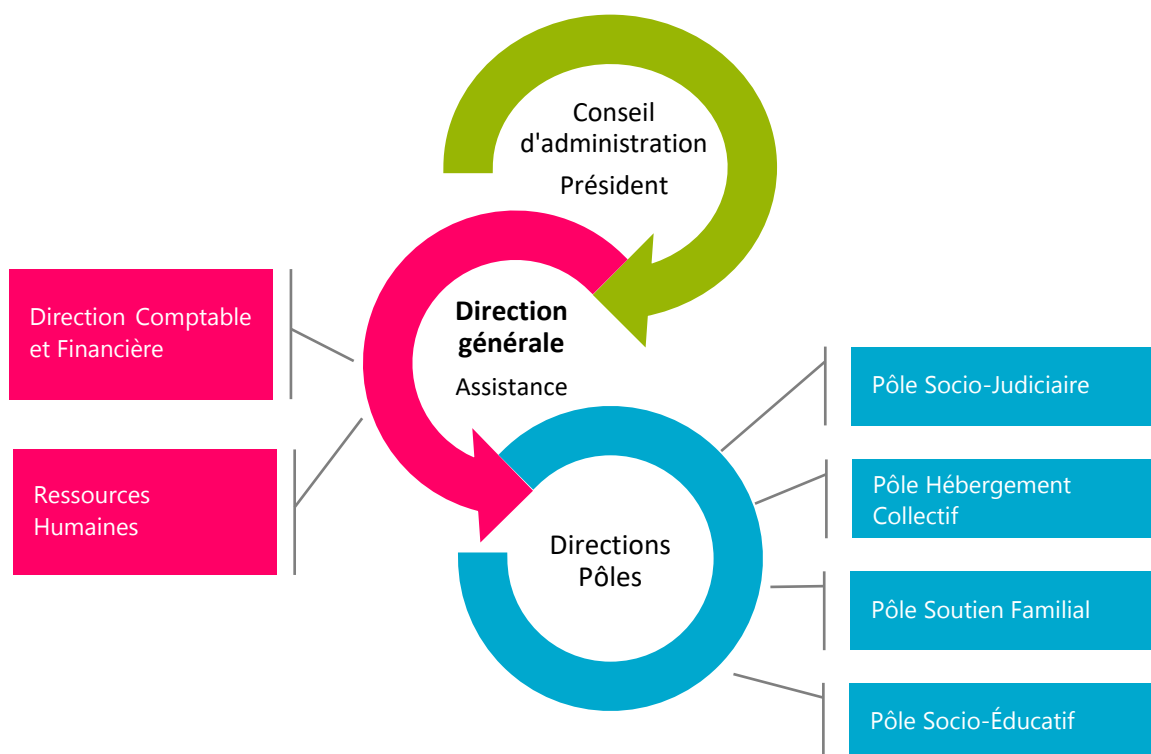 Conseil
d'administration
Président
Direction Comptable
et Financière
Direction
générale
Assistance
Ressources
Humaines
Pôle Socio-Judiciaire
Pôle Hébergement
Collectif
Directions
Pôles
Pôle Soutien Familial
Pôle Socio-Éducatif